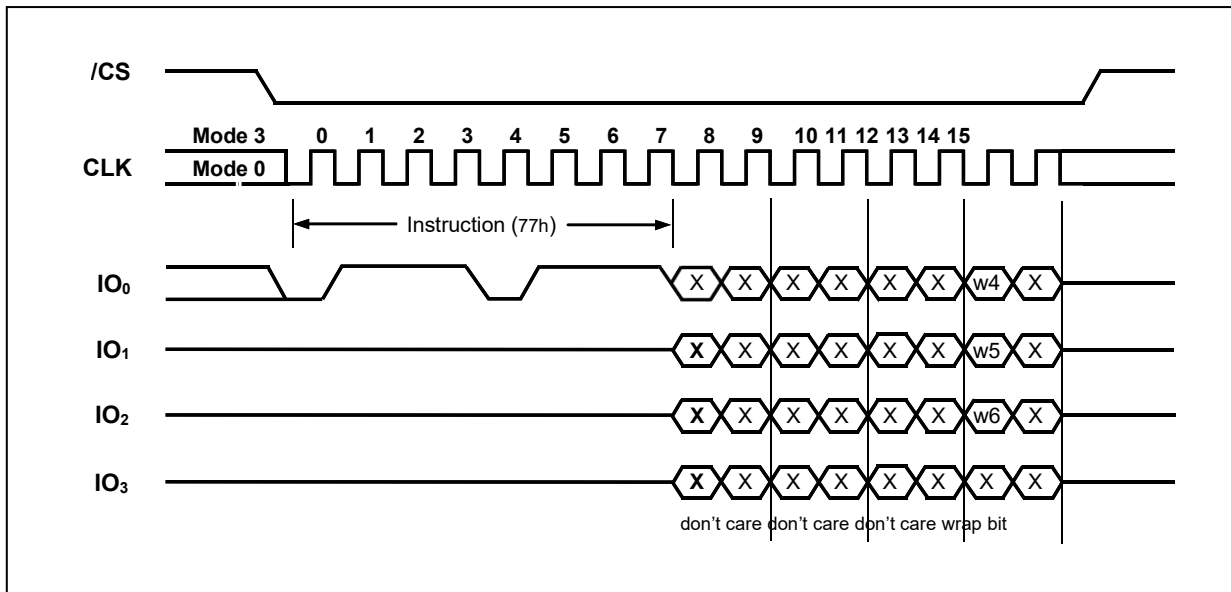 /CS
Mode 3 0 1 2 3 4 5 6 7 8 9 10 11 12 13 14 15
CLK Mode 0
Instruction (77h)
IO0 X X X X X X w4 X
IO1 X X X X X X w5 X
IO2 X X X X X X w6 X
IO3 X X X X X X X X
don't care don't care don't care wrap bit